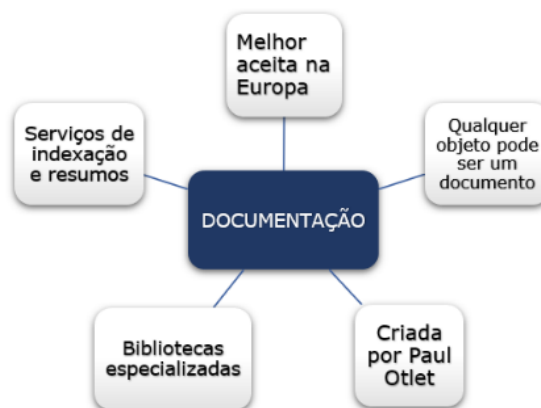 Melhor
aceita na
Europa
Serviços de
indexação
e resumos
Qualquer
objeto pode
ser um
documento
DOCUMENTAÇÃO
Bibliotecas
especializadas
Criada
por Paul
Otlet